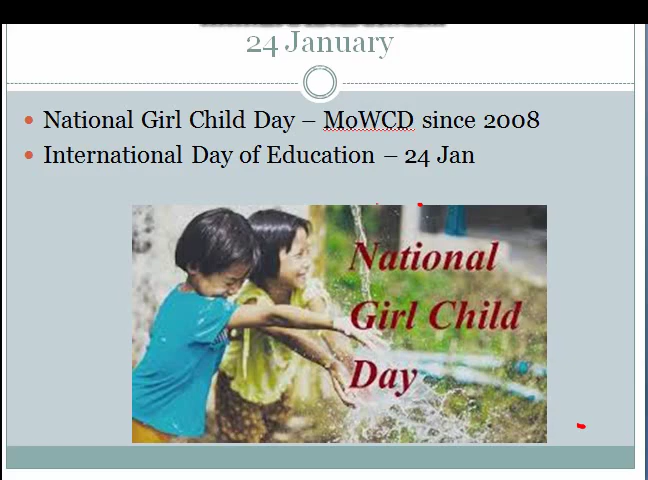 24 January
National Girl Child Day – MoWCD since 2008
International Day of Education – 24 Jan
National
Girl Child
Day